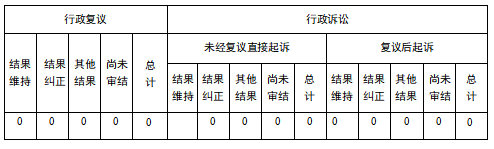 行政复议 行政诉讼
未经复议直接起诉 复议后起诉
结果维持 结果纠正 其他结果 尚未审结 总计 结果维持 结果纠正 其他结果 尚未审结 总计 结果维持 结果纠正 其他结果 尚未审结 总计
0 0 0 0 0 0 0 0 0 0 0 0 0 0